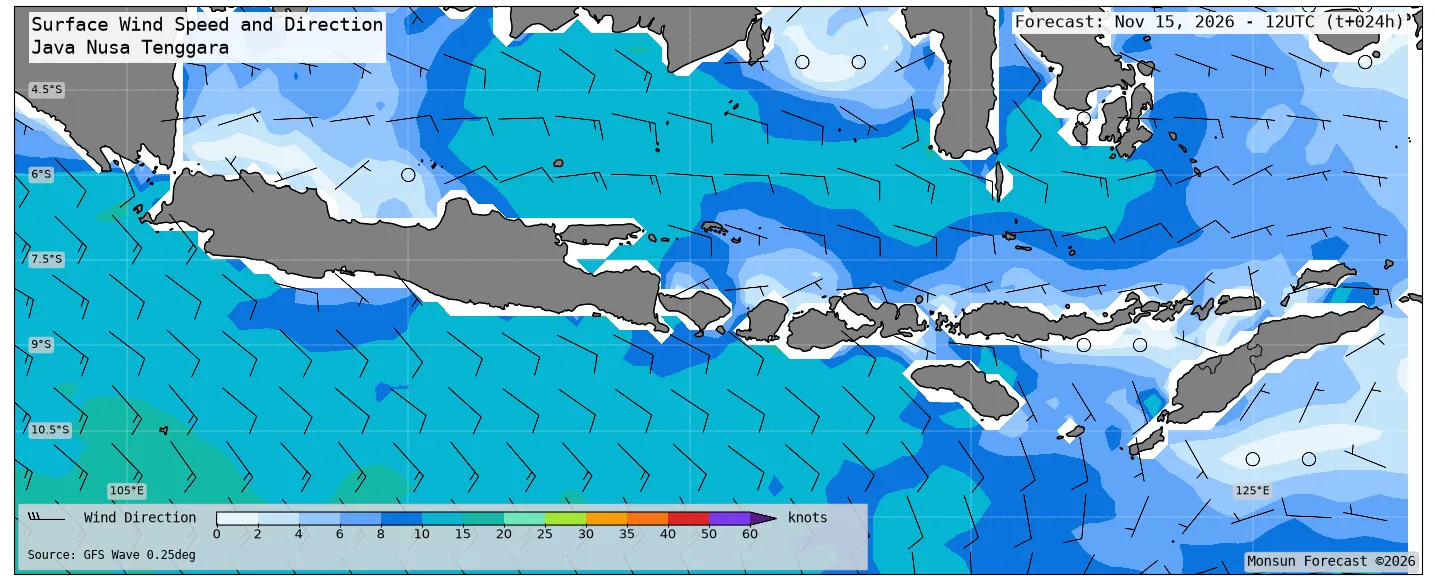 Surface Wind Speed and Direction
Java Nusa Tenggara
Forecast: Nov 15, 2026 - 12UTC (t+024h)
4.5°S
6°S
7.5°S
9°S
10.5°S
105°E
125°E
Wind Direction
0 2 4 6 8 10 15 20 25 30 35 40 50 60
knots
Source: GFS Wave 0.25deg
Monsun Forecast ©2026